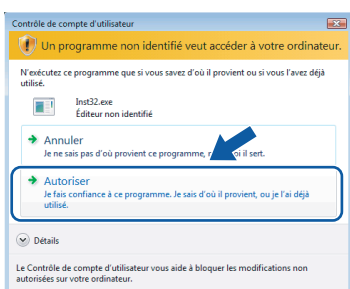 Contrôle de compte d'utilisateur
Un programme non identifié veut accéder à votre ordinateur.
N'exécutez ce programme que si vous savez d'où il provient ou si vous l'avez déjà
utilisé.
Inst32.exe
Éditeur non identifié
Annuler
Je ne sais pas d'où provient ce programme, il sert.
Autoriser
Je fais confiance à ce programme. Je sais d'où il provient, ou je l'ai déjà
utilisé.
Détails
Le Contrôle de compte d'utilisateur vous aide à bloquer les modifications non
autorisées sur votre ordinateur.